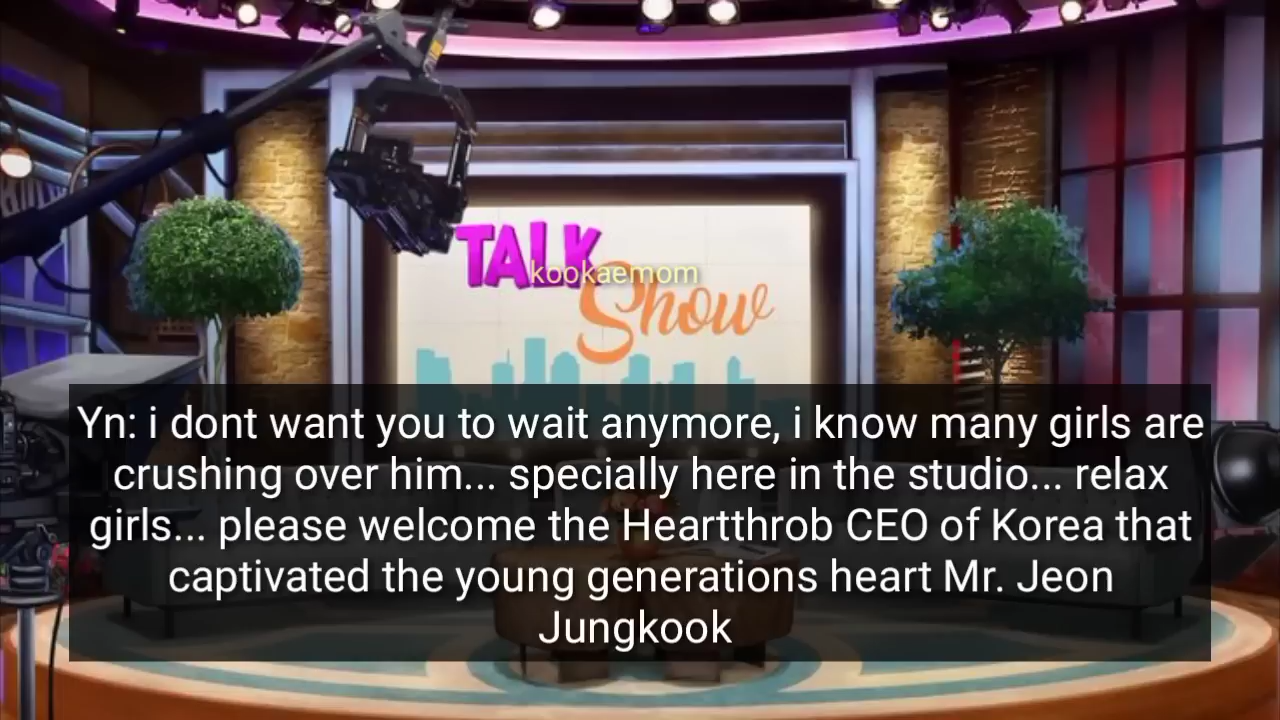 TALK
kookaemom
Show
Yn: i dont want you to wait anymore, i know many girls are
crushing over him... specially here in the studio... relax
girls... please welcome the Heartthrob CEO of Korea that
captivated the young generations heart Mr. Jeon
Jungkook